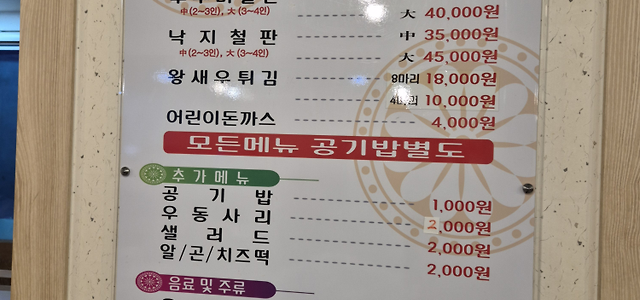 中(2~3인), 大(3~4인) 大 40,000원
낙지철판 中 35,000원
中(2~3인), 大(3~4인) 大 45,000원
왕새우튀김 8마리 18,000원
4마리 10,000원
어린이돈까스 4,000원
모든메뉴 공기밥별도
추가메뉴
공기밥 1,000원
우동사리 2,000원
샐러드 2,000원
알/곤/치즈떡 2,000원
음료 및 주류